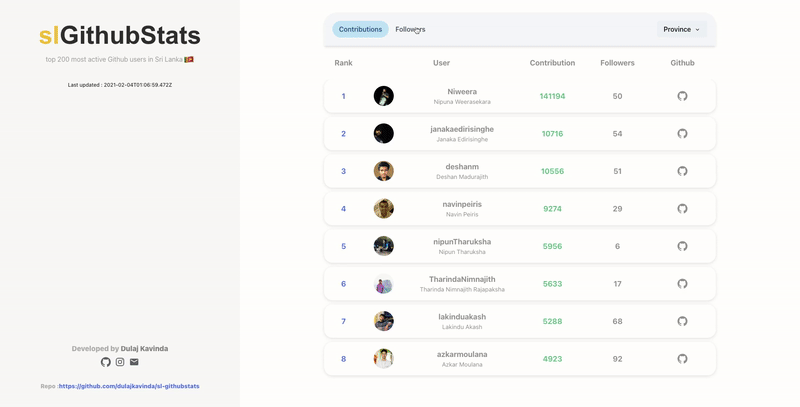 slGithubStats
top 200 most active Github users in Sri Lanka
Last updated : 2021-02-04T01:06:59.472Z
Developed by Dulaj Kavinda
Repo :https://github.com/dulajkavinda/sl-githubstats
Contributions Followers Province
Rank User Contribution Followers Github
1 Niweera 141194 50
Nipuna Weerasekara
2 janakaedirisinghe 10716 54
Janaka Edirisinghe
3 deshanm 10556 51
Deshan Madurajith
4 navinpeiris 9274 29
Navin Peiris
5 nipunTharuksha 5956 6
Nipun Tharuksha
6 TharindaNimnajith 5633 17
Tharinda Nimnajith Rajapaksha
7 lakinduakash 5288 68
Lakindu Akash
8 azkarmoulana 4923 92
Azkar Moulana